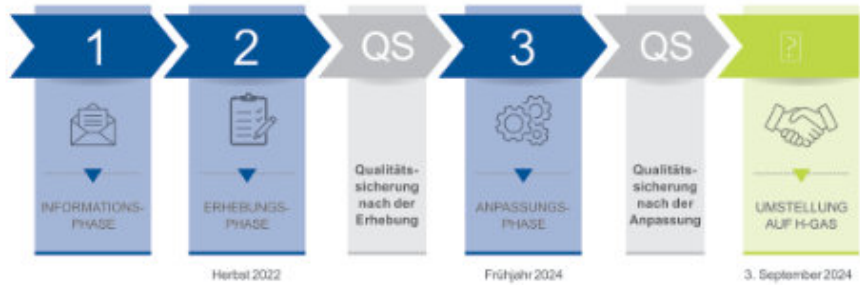 1
2
QS
3
QS
?
INFORMATIONS-
PHASE
ERHEBUNGS-
PHASE
Qualitäts-
sicherung
nach der
Erhebung
ANPASSUNGS-
PHASE
Qualitäts-
sicherung
nach der
Anpassung
UMSTELLUNG
AUF H-GAS
Herbst 2022
Frühjahr 2024
3. September 2024